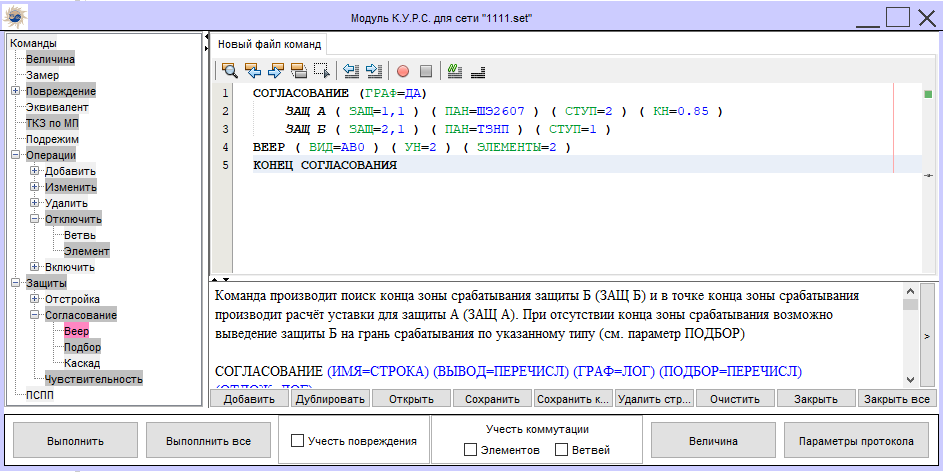 Модуль К.У.Р.С. для сети "1111.set"
Команды
Величина
Замер
Повреждение
Эквивалент
ТКЗ по МП
Подрежим
Операции
Добавить
Изменить
Удалить
Отключить
Ветвь
Элемент
Включить
Защиты
Отстройка
Согласование
Веер
Подбор
Каскад
Чувствительность
ПСПП
Новый файл команд
1 СОГЛАСОВАНИЕ (ГРАФ=ДА)
2 ЗАЩ А ( ЗАЩ=1,1 ) ( ПАН=ШЭ2607 ) ( СТУП=2 ) ( КН=0.85 )
3 ЗАЩ Б ( ЗАЩ=2,1 ) ( ПАН=ТЗНП ) ( СТУП=1 )
4 ВЕЕР ( ВИД=АВ0 ) ( УН=2 ) ( ЭЛЕМЕНТЫ=2 )
5 КОНЕЦ СОГЛАСОВАНИЯ
Команда производит поиск конца зоны срабатывания защиты Б (ЗАЩ Б) и в точке конца зоны срабатывания
производит расчёт уставки для защиты А (ЗАЩ А). При отсутствии конца зоны срабатывания возможно
выведение защиты Б на грань срабатывания по указанному типу (см. параметр ПОДБОР)
СОГЛАСОВАНИЕ (ИМЯ=СТРОКА) (ВЫВОД=ПЕРЕЧИСЛ) (ГРАФ=ЛОГ) (ПОДБОР=ПЕРЕЧИСЛ)
>
Добавить Дублировать Открыть Сохранить Сохранить к... Удалить стр... Очистить Закрыть Закрыть все
Выполнить Выпоплнить все Учесть повреждения
Учесть коммутации
Элементов Ветвей
Величина Параметры протокола